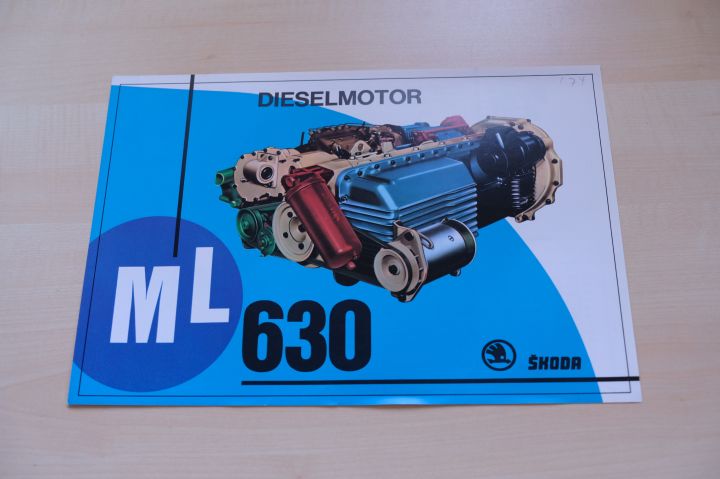 DIESELMOTOR
ML
630
ŠKODA